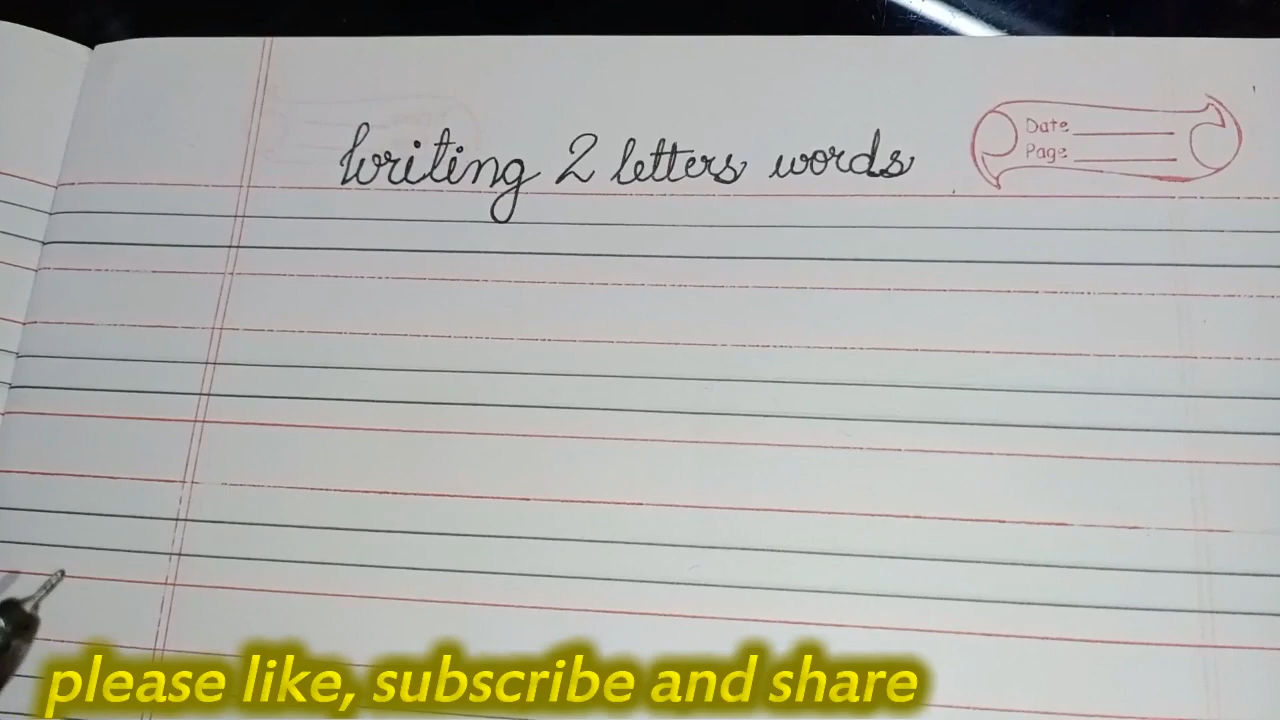 Writing 2 letters words
Date
Page
please like, subscribe and share